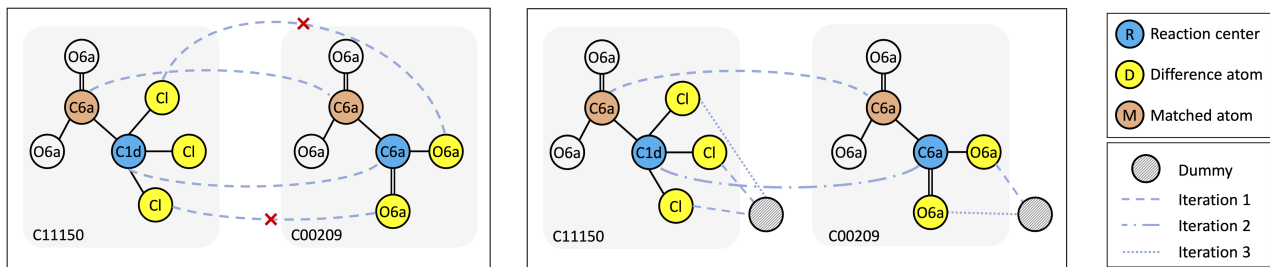 O6a
Cl
C6a
O6a
C1d
Cl
Cl
C11150
O6a
C6a
O6a
C6a
O6a
O6a
C00209
O6a
Cl
C6a
O6a
C1d
Cl
Cl
C11150
O6a
C6a
O6a
C6a
O6a
O6a
C00209
R Reaction center
D Difference atom
M Matched atom
Dummy
Iteration 1
Iteration 2
Iteration 3